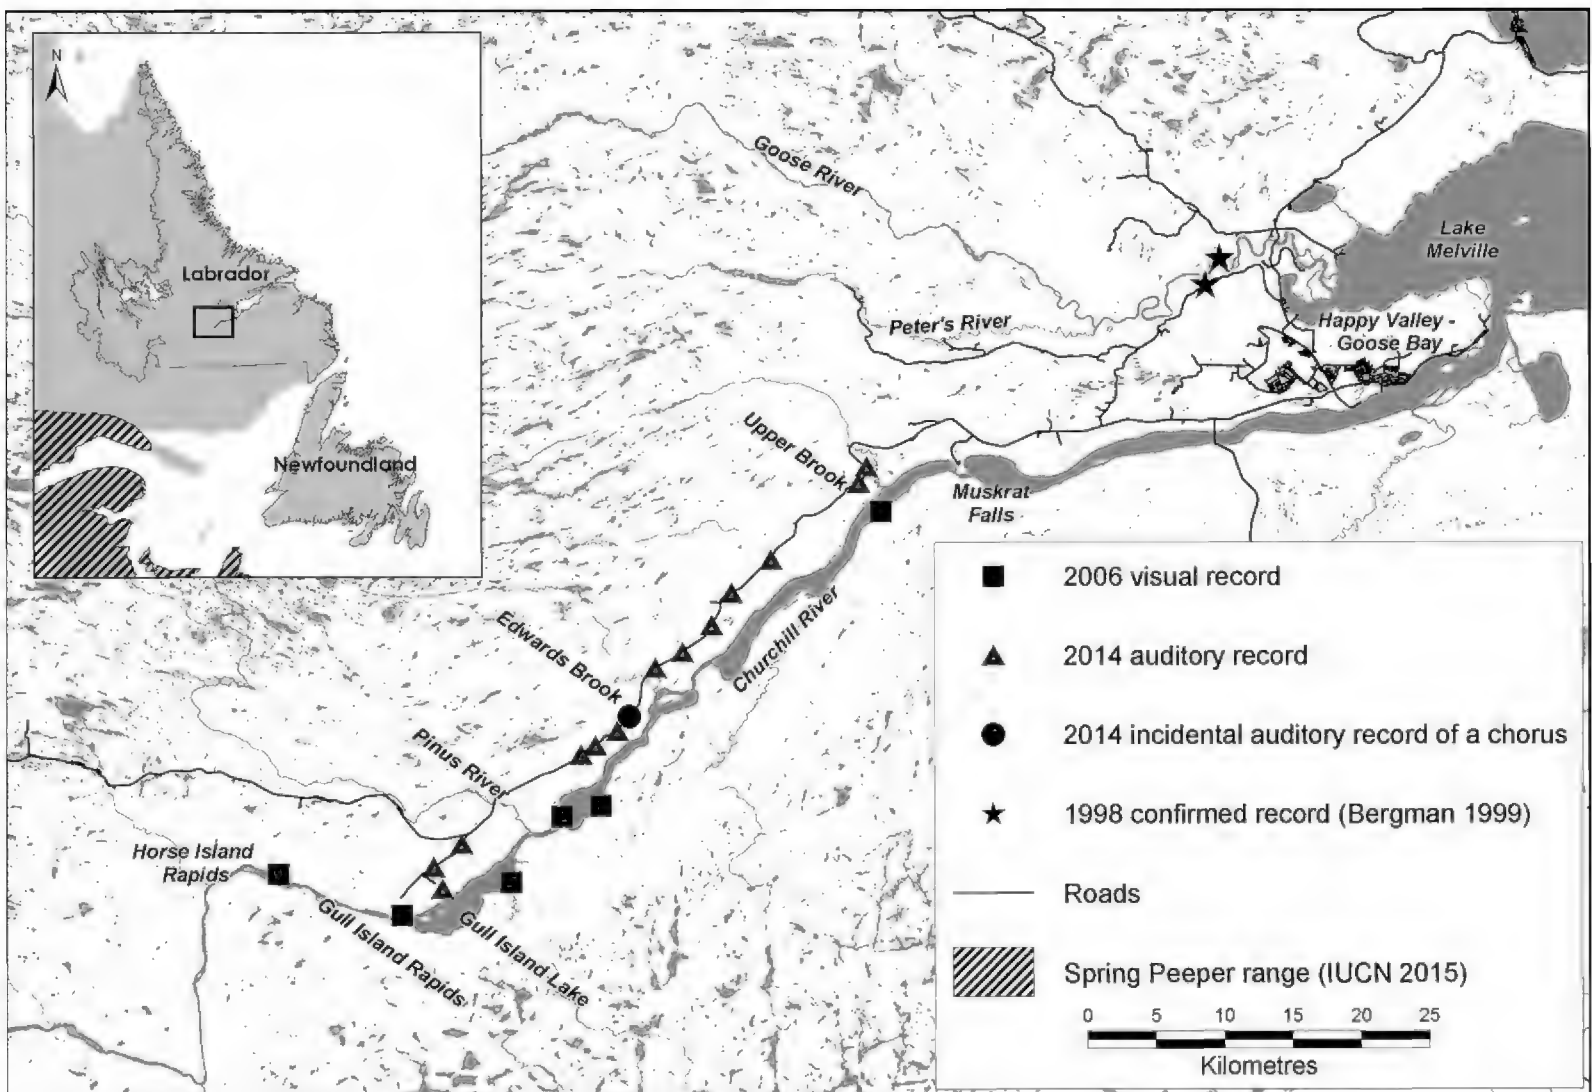 N
Labrador
Newfoundland
Goose River
Lake
Melville
Peter's River
Happy Valley -
Goose Bay
Upper Brook
Muskrat
Falls
Churchill River
Edwards Brook
Pinus River
Horse Island
Rapids
Gull Island Rapids
Gull Island Lake
2006 visual record
2014 auditory record
2014 incidental auditory record of a chorus
1998 confirmed record (Bergman 1999)
Roads
Spring Peeper range (IUCN 2015)
0 5 10 15 20 25
Kilometres